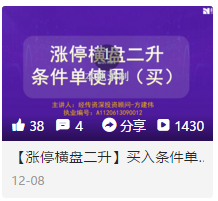 涨停横盘二升
条件单使用（买）
主讲人：经传资深投资顾问-方建伟
执业编号：A1120613090012
38 4 分享 1430
【涨停横盘二升】买入条件单...
12-08